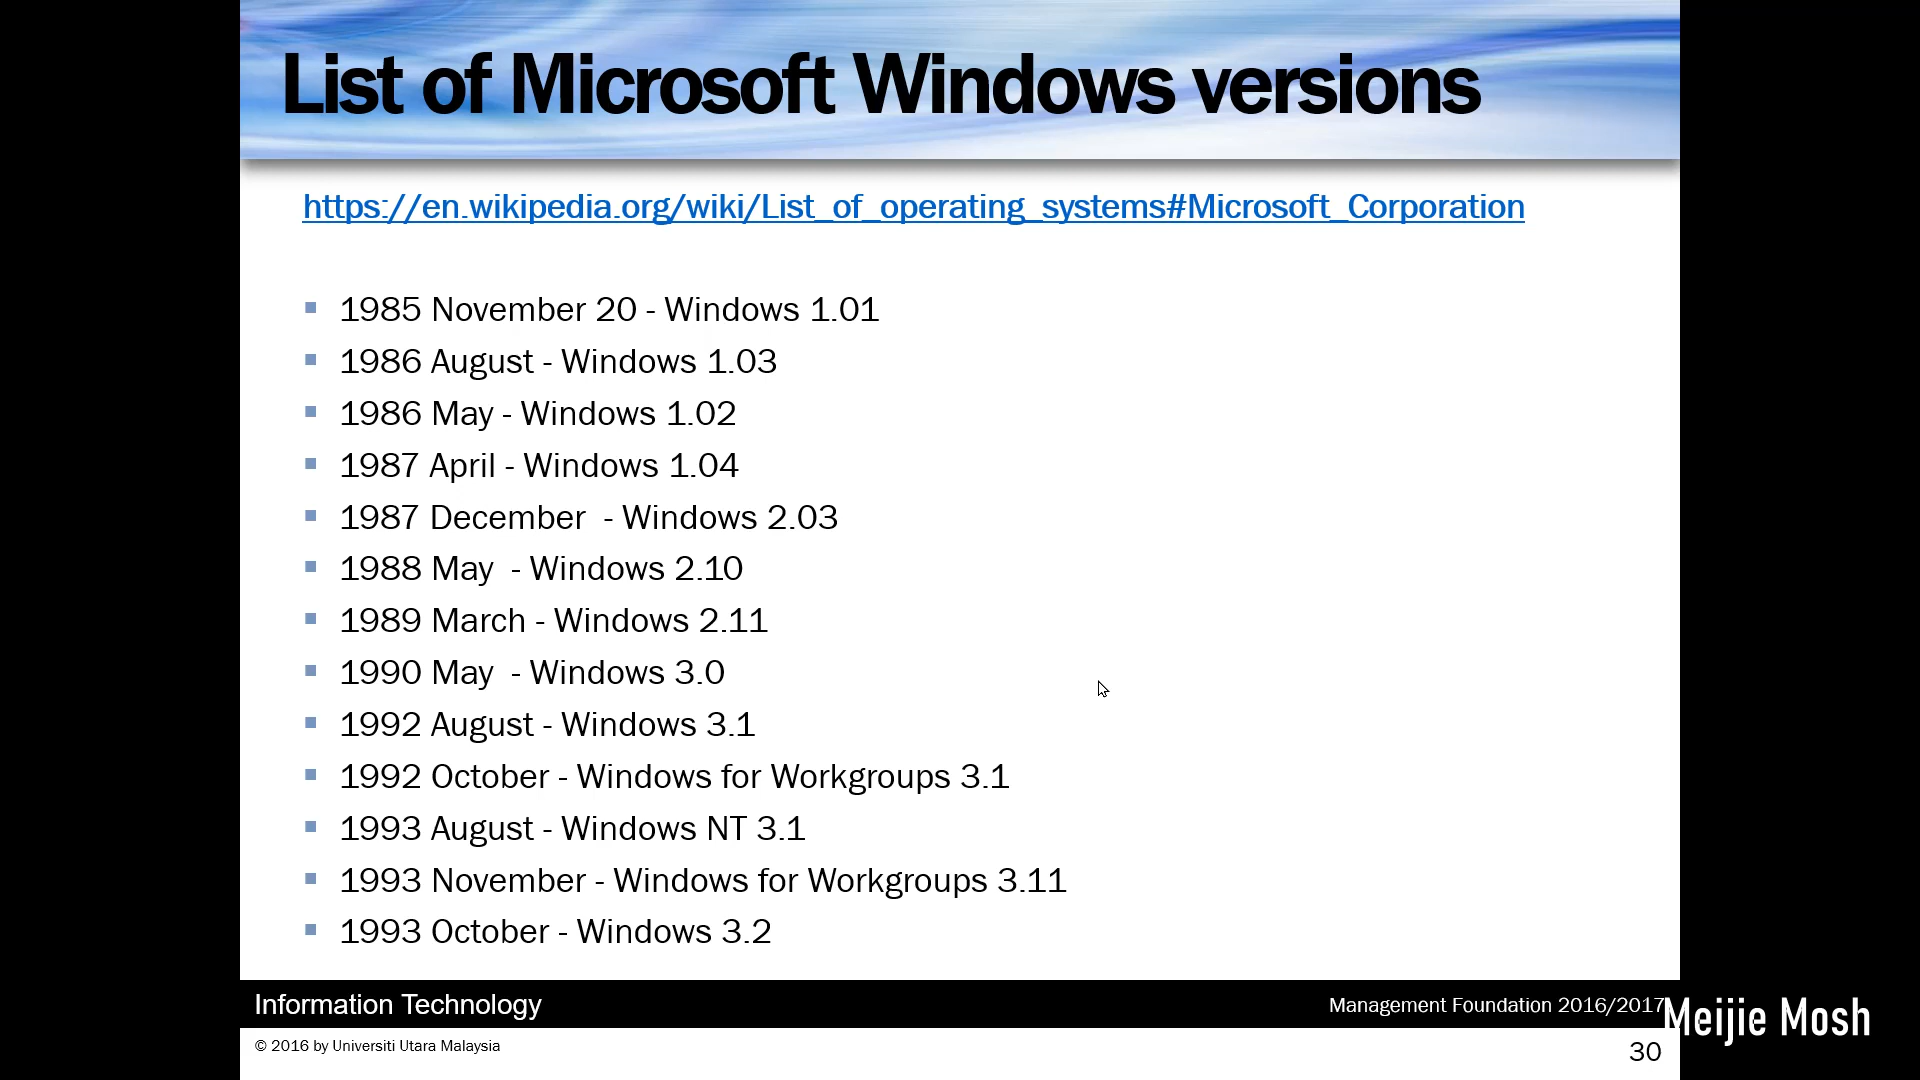 List of Microsoft Windows versions
https://en.wikipedia.org/wiki/List_of_operating_systems#Microsoft_Corporation
1985 November 20 - Windows 1.01
1986 August - Windows 1.03
1986 May - Windows 1.02
1987 April - Windows 1.04
1987 December  - Windows 2.03
1988 May  - Windows 2.10
1989 March - Windows 2.11
1990 May  - Windows 3.0
1992 August - Windows 3.1
1992 October - Windows for Workgroups 3.1
1993 August - Windows NT 3.1
1993 November - Windows for Workgroups 3.11
1993 October - Windows 3.2
Information Technology
Management Foundation 2016/2017
Meijie Mosh
© 2016 by Universiti Utara Malaysia
30